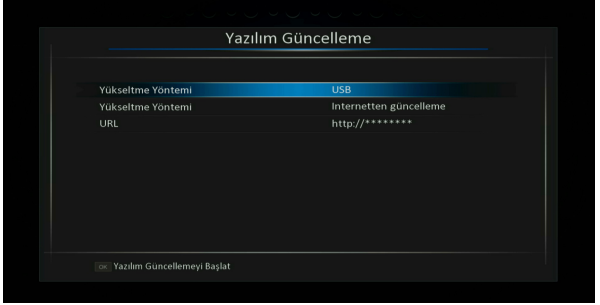 Yazılım Güncelleme
Yükseltme Yöntemi USB
Yükseltme Yöntemi Internetten güncelleme
URL http://********
OK Yazılım Güncellemeyi Başlat